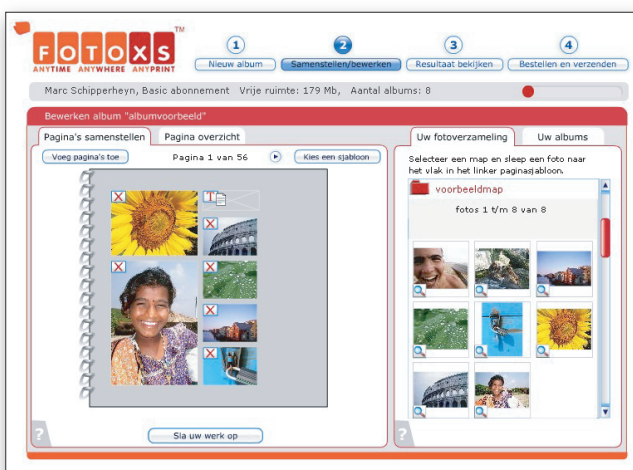 FOTOXS™
ANYTIME ANYWHERE ANYPRINT
1
Nieuw album
2
Samenstellen/bewerken
3
Resultaat bekijken
4
Bestellen en verzenden
Marc Schipperheyn, Basic abonnement Vrije ruimte: 179 Mb, Aantal albums: 8
Bewerken album "albumvoorbeeld"
Pagina's samenstellen
Pagina overzicht
Voeg pagina's toe
Pagina 1 van 56
Kies een sjabloon
T
Sla uw werk op
?
Uw fotoverzameling
Uw albums
Selecteer een map en sleep een foto naar
het vlak in het linker paginasjabloon.
voorbeeldmap
fotos 1 t/m 8 van 8
?